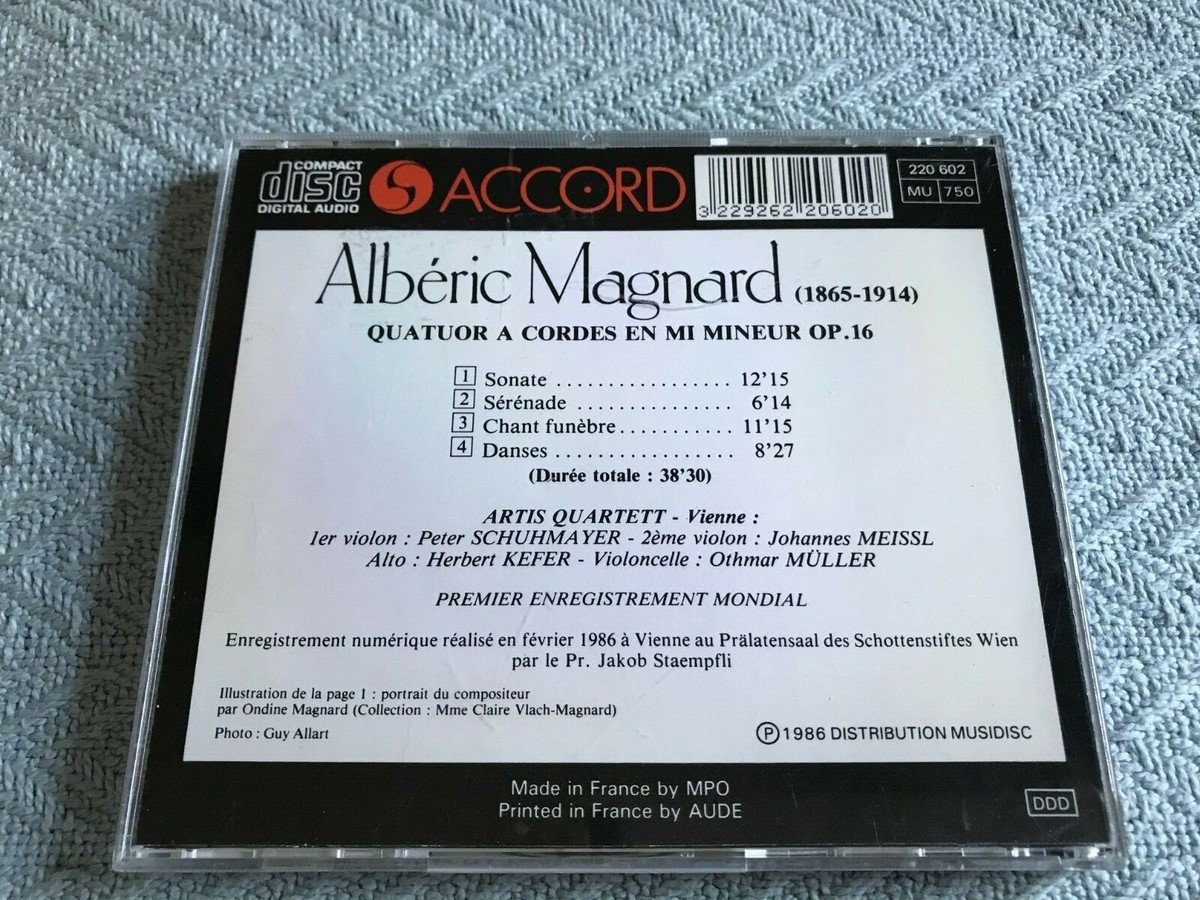 COMPACT
disc
DIGITAL AUDIO
ACCORD
3 229262 206020
220 602
MU 750
Albéric Magnard (1865-1914)
QUATUOR A CORDES EN MI MINEUR OP.16
1 Sonate ................. 12'15
2 Sérénade ............... 6'14
3 Chant funèbre........... 11'15
4 Danses ................. 8'27
(Durée totale : 38'30)
ARTIS QUARTETT - Vienne :
1er violon : Peter SCHUHMAYER - 2ème violon : Johannes MEISSL
Alto : Herbert KEFER - Violoncelle : Othmar MÜLLER
PREMIER ENREGISTREMENT MONDIAL
Enregistrement numérique réalisé en février 1986 à Vienne au Prälatensaal des Schottenstiftes Wien
par le Pr. Jakob Staempfli
Illustration de la page 1 : portrait du compositeur
par Ondine Magnard (Collection : Mme Claire Vlach-Magnard)
Photo : Guy Allart
Ⓟ 1986 DISTRIBUTION MUSIDISC
Made in France by MPO
Printed in France by AUDE
DDD